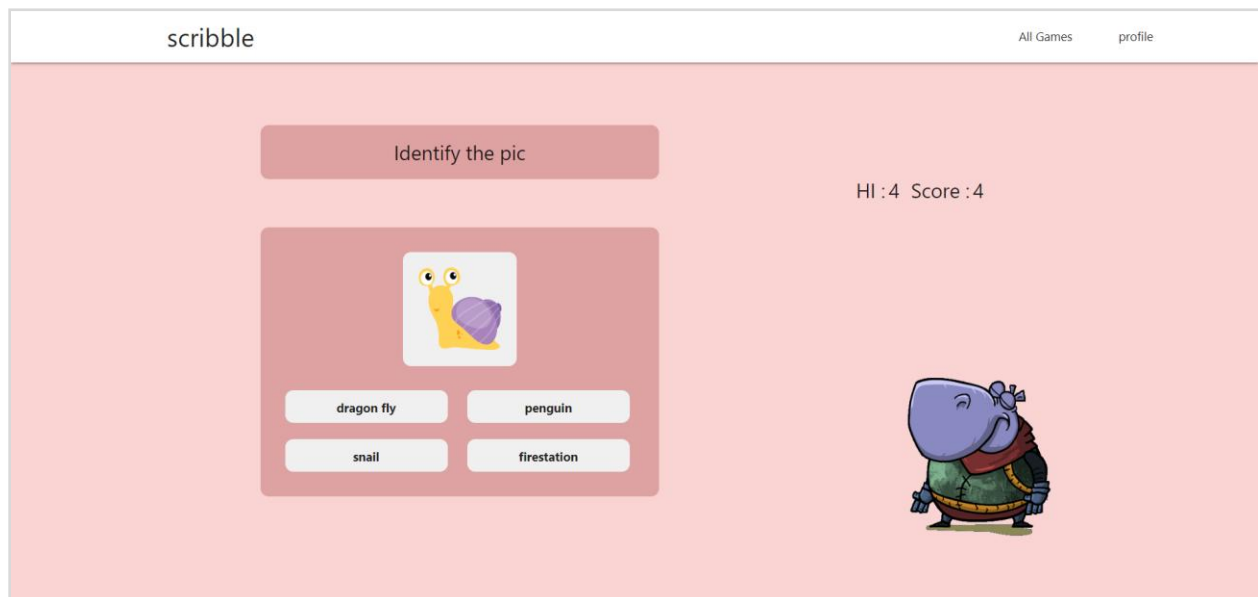 scribble
All Games profile
Identify the pic
HI : 4 Score : 4
dragon fly penguin
snail firestation